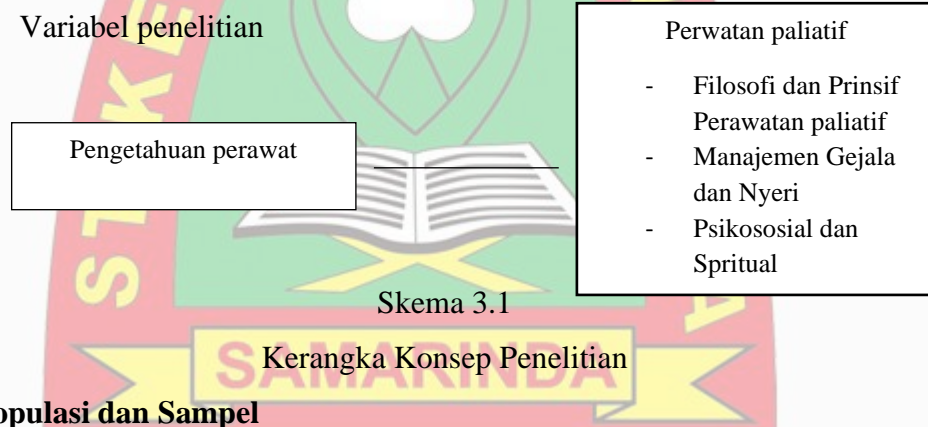 Variabel penelitian
Pengetahuan perawat
Perwatan paliatif
- Filosofi dan Prinsif
Perawatan paliatif
- Manajemen Gejala
dan Nyeri
- Psikososial dan
Spritual
Skema 3.1
Kerangka Konsep Penelitian
SAMARINDA
opulasi dan Sampel